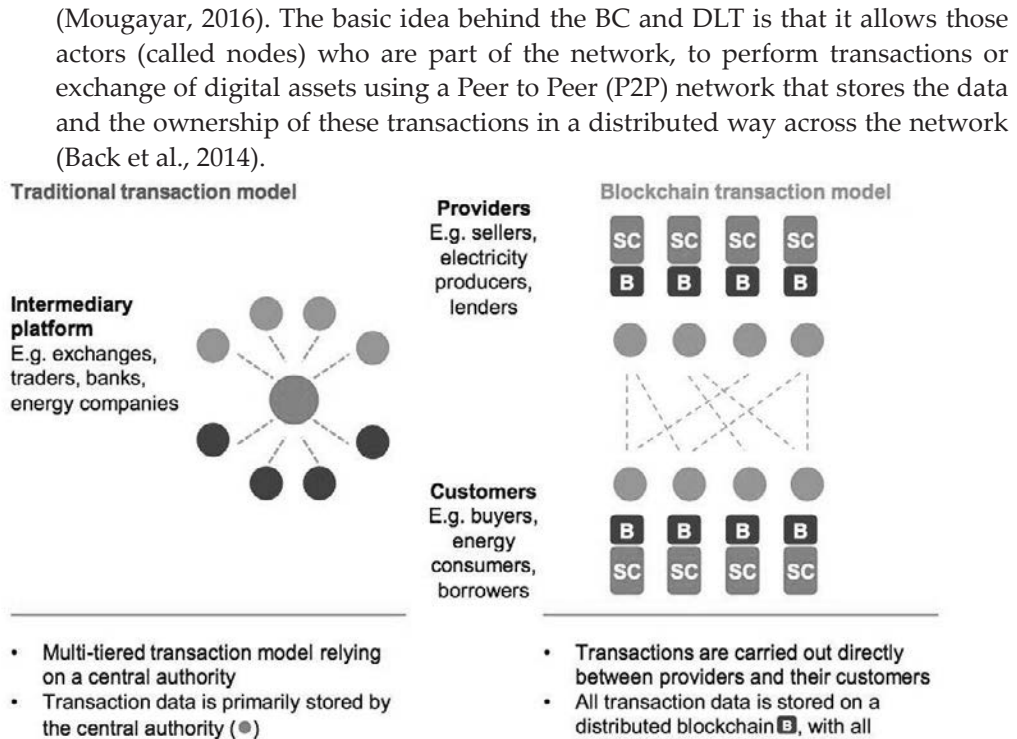 (Mougayar, 2016). The basic idea behind the BC and DLT is that it allows those
actors (called nodes) who are part of the network, to perform transactions or
exchange of digital assets using a Peer to Peer (P2P) network that stores the data
and the ownership of these transactions in a distributed way across the network
(Back et al., 2014).
Traditional transaction model
Intermediary
platform
E.g. exchanges,
traders, banks,
energy companies
Providers
E.g. sellers,
electricity
producers,
lenders
Customers
E.g. buyers,
energy
consumers,
borrowers
Blockchain transaction model
SC SC SC SC
B B B B
B B B B
SC SC SC SC
• Multi-tiered transaction model relying
on a central authority
• Transaction data is primarily stored by
the central authority (●)
• Transactions are carried out directly
between providers and their customers
• All transaction data is stored on a
distributed blockchain B, with all